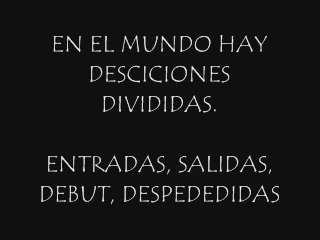 EN EL MUNDO HAY
DESCICIONES
DIVIDIDAS.
ENTRADAS, SALIDAS,
DEBUT, DESPEDEDIDAS